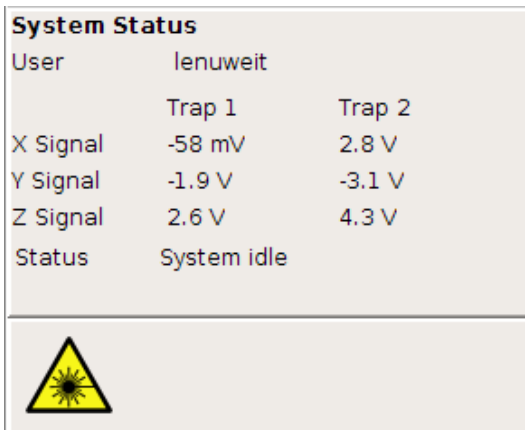 System Status
User lenuweit
Trap 1 Trap 2
X Signal -58 mV 2.8 V
Y Signal -1.9 V -3.1 V
Z Signal 2.6 V 4.3 V
Status System idle